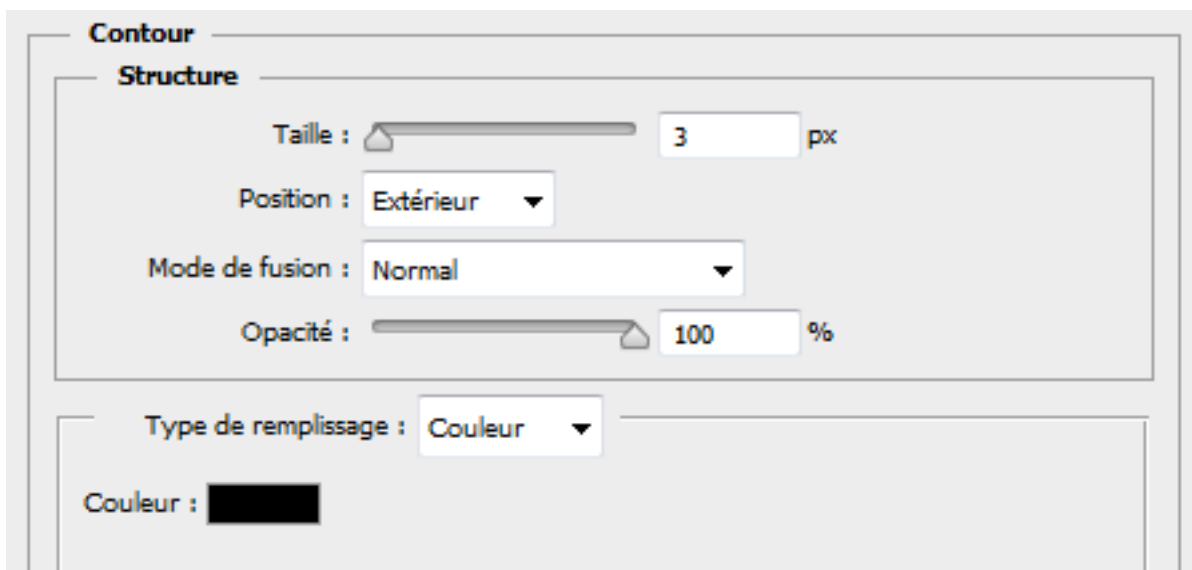 Contour
Structure
Taille : 3 px
Position : Extérieur
Mode de fusion : Normal
Opacité : 100 %
Type de remplissage : Couleur
Couleur :